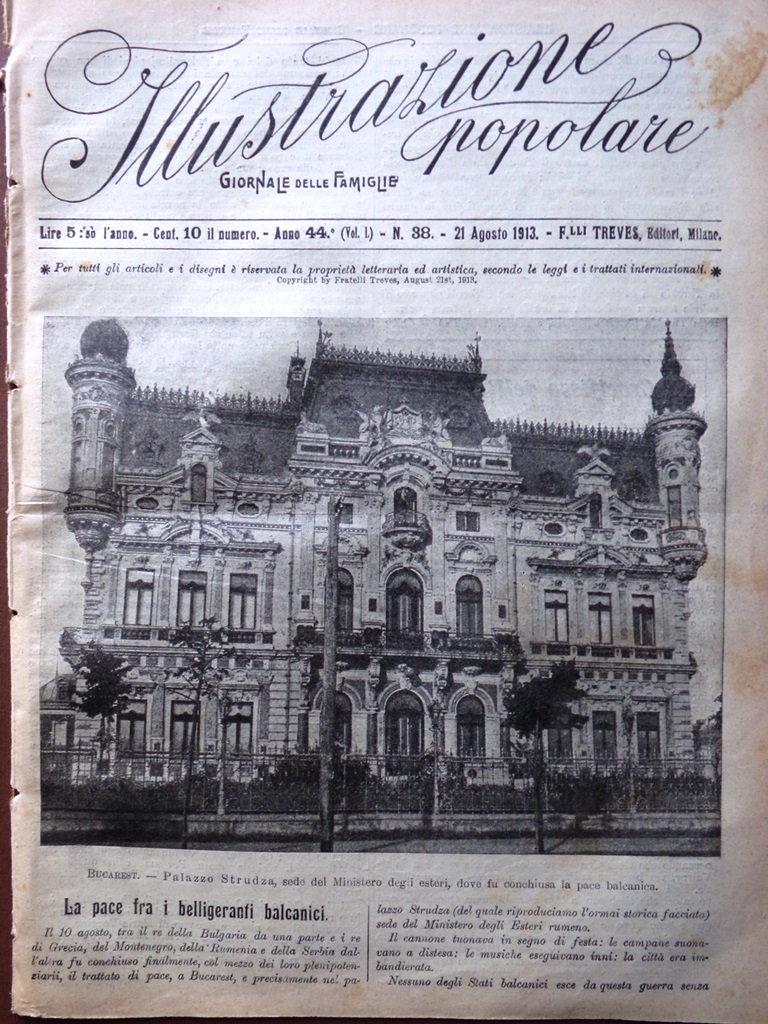 Illustrazione
popolare
GIORNALE DELLE FAMIGLIE
Lire 5:50 l'anno. - Cent. 10 il numero. - Anno 44.º (Vol. L) - N. 38. - 21 Agosto 1913. - F.LLI TREVES, Editori, Milano.
* Per tutti gli articoli e i disegni è riservata la proprietà letteraria ed artistica, secondo le leggi e i trattati internazionali. *
Copyright by Fratelli Treves, August 21st, 1913.
BUCAREST. — Palazzo Strudza, sede del Ministero degli esteri, dove fu conchiusa la pace balcanica.
La pace fra i belligeranti balcanici.
Il 10 agosto, tra il re della Bulgaria da una parte e i re
di Grecia, del Montenegro, della Rumenia e della Serbia dal-
l'altra fu conchiuso finalmente, col mezzo dei loro plenipoten-
ziarii, il trattato di pace, a Bucarest, e precisamente nel pa-
lazzo Strudza (del quale riproduciamo l'ormai storica facciata)
sede del Ministero degli Esteri rumeno.
Il cannone tuonava in segno di festa: le campane suona-
vano a distesa: le musiche eseguivano inni: la città era im-
bandierata.
Nessuno degli Stati balcanici esce da questa guerra senza